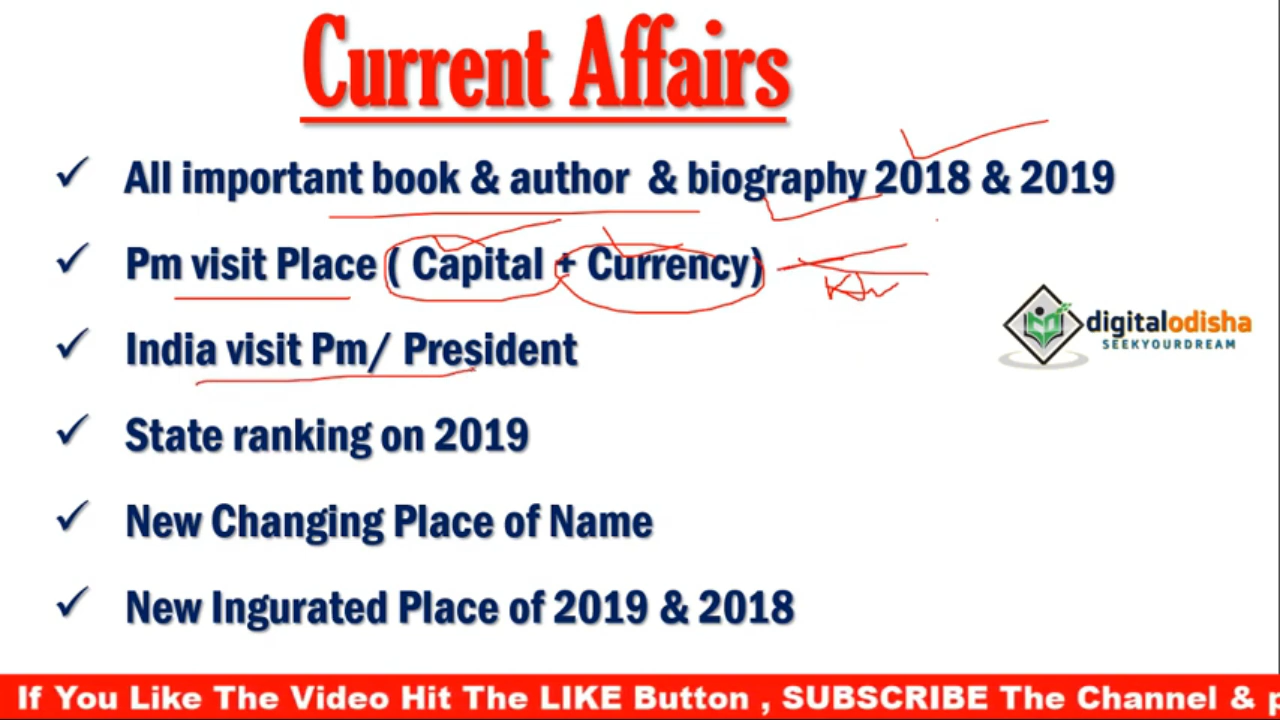 Current Affairs
✓ All important book & author & biography 2018 & 2019
✓ Pm visit Place ( Capital + Currency)
✓ India visit Pm/ President
✓ State ranking on 2019
✓ New Changing Place of Name
✓ New Ingurated Place of 2019 & 2018
digitalodisha
SEEKYOURDREAM
If You Like The Video Hit The LIKE Button , SUBSCRIBE The Channel &